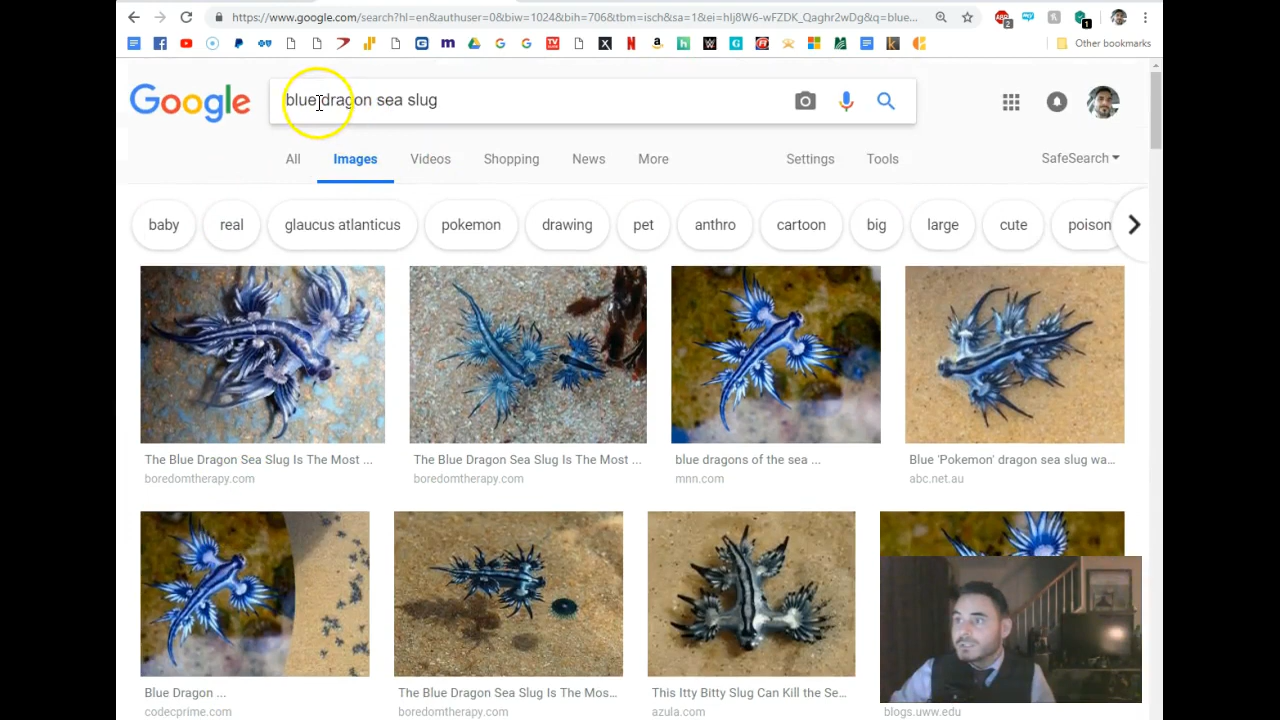 https://www.google.com/search?hl=en&authuser=0&biw=1024&bih=706&tbm=isch&sa=1&ei=hIj8W6-wFZDK_Qaghr2wDg&q=blue...
Other bookmarks
Google
blue dragon sea slug
All Images Videos Shopping News More Settings Tools SafeSearch
baby real glaucus atlanticus pokemon drawing pet anthro cartoon big large cute poison
The Blue Dragon Sea Slug Is The Most ...
boredomtherapy.com
The Blue Dragon Sea Slug Is The Most ...
boredomtherapy.com
blue dragons of the sea ...
mnn.com
Blue 'Pokemon' dragon sea slug wa...
abc.net.au
Blue Dragon ...
codecprime.com
The Blue Dragon Sea Slug Is The Mos...
boredomtherapy.com
This Itty Bitty Slug Can Kill the Se...
azula.com
blogs.uww.edu